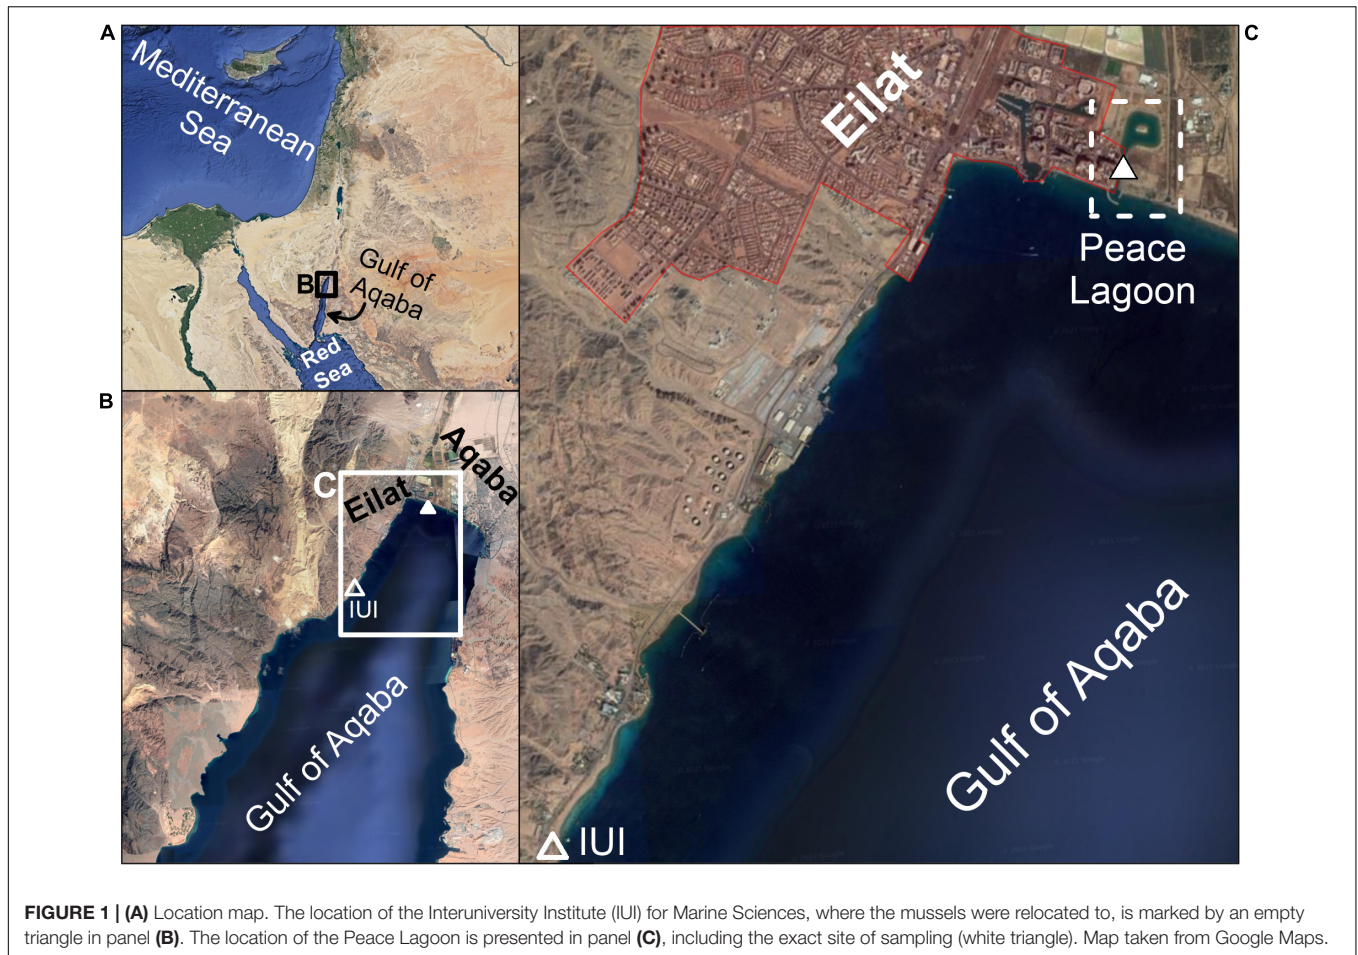 A
Mediterranean
Sea
B
Gulf of
Aqaba
Red
Sea
B
C
Eilat
Aqaba
IUI
Gulf of Aqaba
C
Eilat
Peace
Lagoon
Gulf of Aqaba
IUI
FIGURE 1 | (A) Location map. The location of the Interuniversity Institute (IUI) for Marine Sciences, where the mussels were relocated to, is marked by an empty
triangle in panel (B). The location of the Peace Lagoon is presented in panel (C), including the exact site of sampling (white triangle). Map taken from Google Maps.